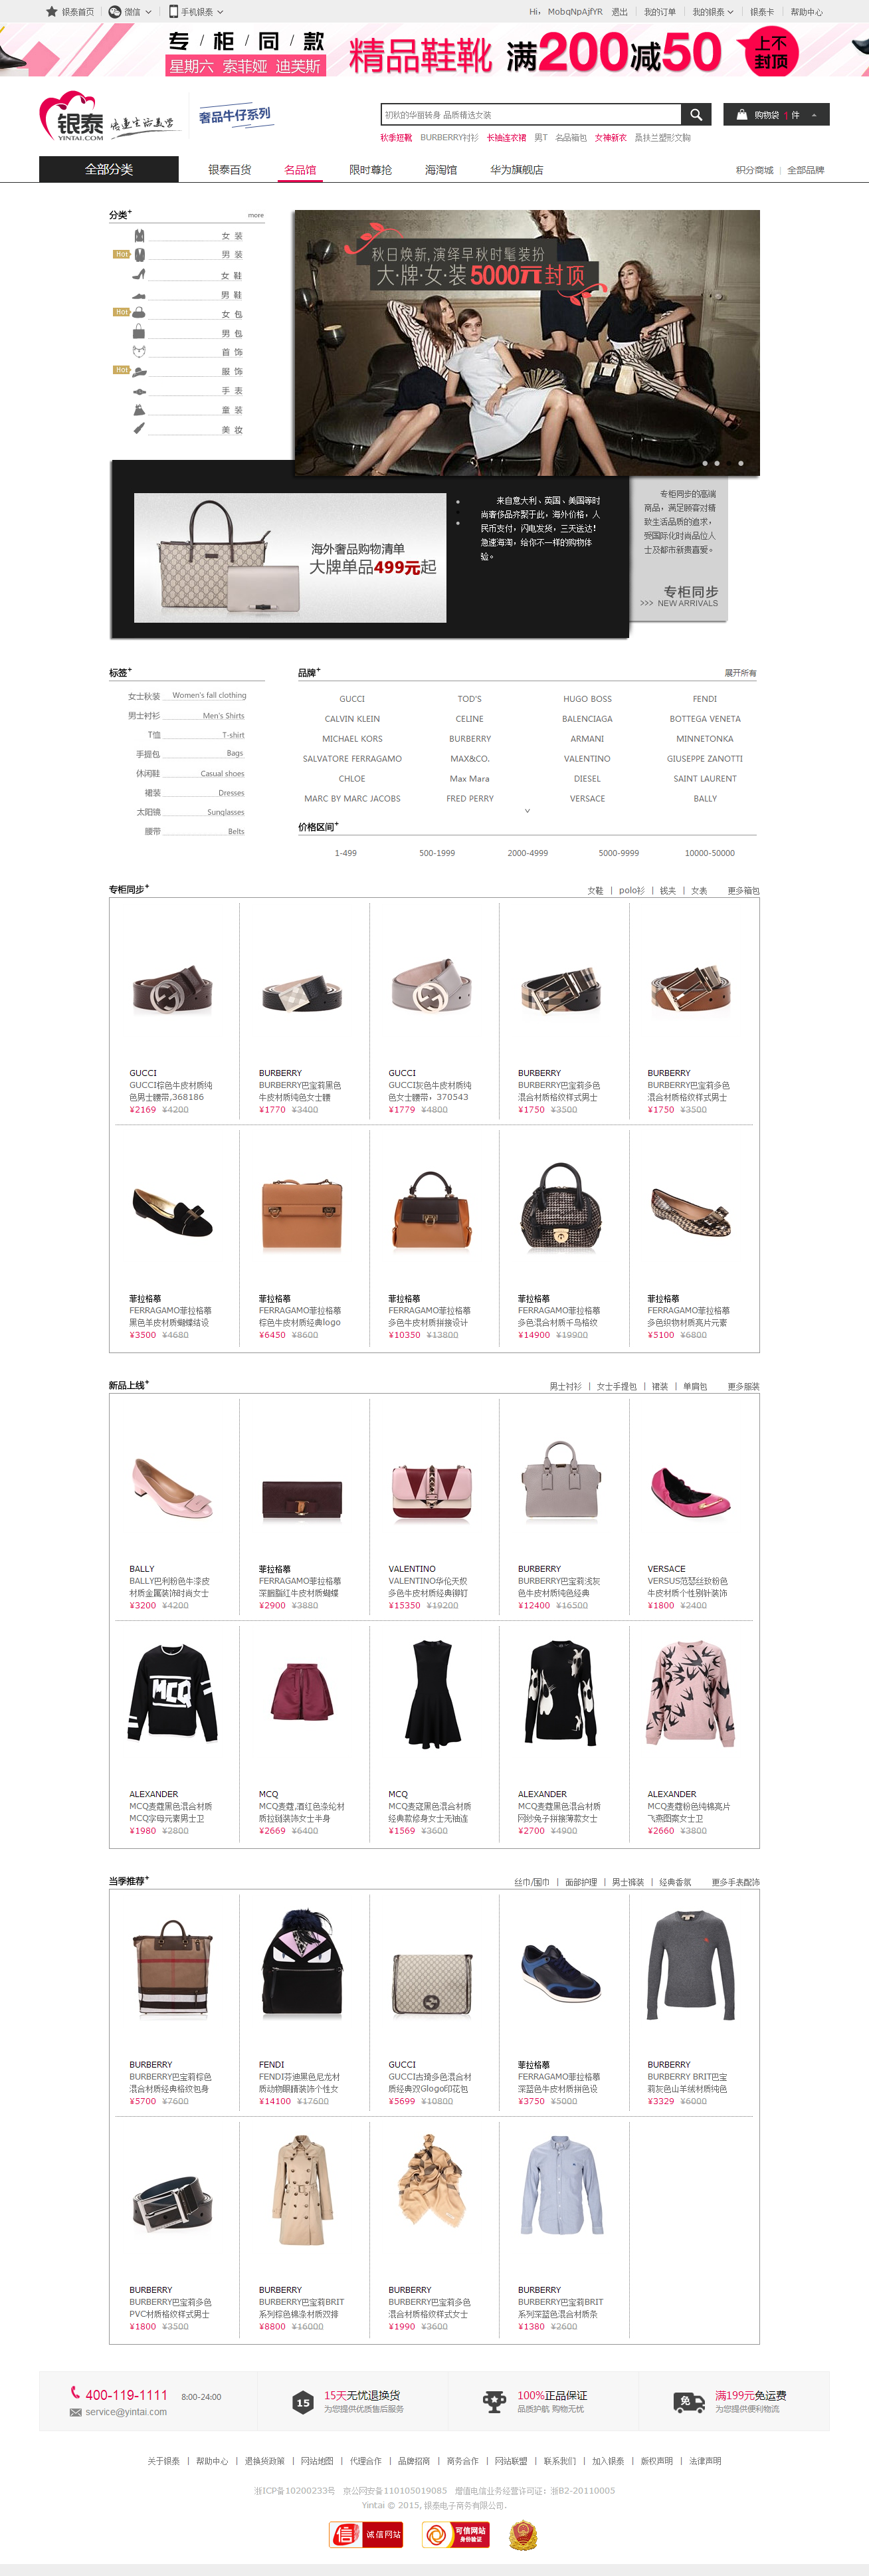 银泰首页 微信 手机银泰 Hi， MobqNpAjfYR 退出 我的订单 我的银泰 银泰卡 帮助中心
专/柜/同/款
星期六 索菲娅 迪芙斯
精品鞋靴 满200减50 上不封顶
银泰
YINTAI.COM
奢品牛仔系列
初秋的华丽转身 品质精选女装
购物袋 件
秋季短靴 BURBERRY衬衫 长袖连衣裙 男T 名品箱包 女神新衣 桑扶兰塑形文胸
全部分类 银泰百货 名品馆 限时尊抢 海淘馆 华为旗舰店 积分商城 全部品牌
分类+ more
女 装
Hot 男 装
女 鞋
男 鞋
Hot 女 包
男 包
首 饰
Hot 服 饰
手 表
童 装
美 妆
秋日焕新,演绎早秋时髦装扮
大·牌·女·装5000元封顶
海外奢品购物清单
大牌单品499元起
来自意大利、英国、美国等时
尚奢侈品齐聚于此，海外价格，人
民币支付，闪电发货，三天送达！
急速海淘，给你不一样的购物体
验。
专柜同步的高端
商品，满足顾客对精
致生活品质的追求，
受国际化时尚品位人
士及都市新贵喜爱。
专柜同步
>>> NEW ARRIVALS
标签+
女士秋装 Women's fall clothing
男士衬衫 Men's Shirts
T恤 T-shirt
手提包 Bags
休闲鞋 Casual shoes
裙装 Dresses
太阳镜 Sunglasses
腰带 Belts
品牌+ 展开所有
GUCCI TOD'S HUGO BOSS FENDI
CALVIN KLEIN CELINE BALENCIAGA BOTTEGA VENETA
MICHAEL KORS BURBERRY ARMANI MINNETONKA
SALVATORE FERRAGAMO MAX&CO. VALENTINO GIUSEPPE ZANOTTI
CHLOE Max Mara DIESEL SAINT LAURENT
MARC BY MARC JACOBS FRED PERRY VERSACE BALLY
价格区间+
1-499 500-1999 2000-4999 5000-9999 10000-50000
专柜同步+ 女鞋 | polo衫 | 钱夹 | 女表 更多箱包
GUCCI BURBERRY GUCCI BURBERRY BURBERRY
GUCCI棕色牛皮材质纯 BURBERRY巴宝莉黑色 GUCCI灰色牛皮材质纯 BURBERRY巴宝莉多色 BURBERRY巴宝莉多色
色男士腰带,368186 牛皮材质纯色女士腰 色女士腰带，370543 混合材质格纹样式男士 混合材质格纹样式男士
¥2169 ¥4200 ¥1770 ¥3400 ¥1779 ¥4800 ¥1750 ¥3500 ¥1750 ¥3500
菲拉格慕 菲拉格慕 菲拉格慕 菲拉格慕 菲拉格慕
FERRAGAMO菲拉格慕 FERRAGAMO菲拉格慕 FERRAGAMO菲拉格慕 FERRAGAMO菲拉格慕 FERRAGAMO菲拉格慕
黑色羊皮材质蝴蝶结设 棕色牛皮材质经典logo 多色牛皮材质拼接设计 多色混合材质千鸟格纹 多色织物材质亮片元素
¥3500 ¥4680 ¥6450 ¥8600 ¥10350 ¥13800 ¥14900 ¥19900 ¥5100 ¥6800
新品上线+ 男士衬衫 | 女士手提包 | 裙装 | 单肩包 更多服装
BALLY 菲拉格慕 VALENTINO BURBERRY VERSACE
BALLY巴利粉色牛漆皮 FERRAGAMO菲拉格慕 VALENTINO华伦天奴 BURBERRY巴宝莉浅灰 VERSUS范瑟丝玫粉色
材质金属装饰时尚女士 深胭脂红牛皮材质蝴蝶 多色牛皮材质经典铆钉 色牛皮材质纯色经典 牛皮材质个性别针装饰
¥3200 ¥4200 ¥2900 ¥3880 ¥15350 ¥19200 ¥12400 ¥16500 ¥1800 ¥2400
MCQ
ALEXANDER MCQ MCQ ALEXANDER ALEXANDER
MCQ麦蔻黑色混合材质 MCQ麦蔻,酒红色涤纶材 MCQ麦蔻黑色混合材质 MCQ麦蔻黑色混合材质 MCQ麦蔻粉色纯棉亮片
MCQ字母元素男士卫 质拉链装饰女士半身 经典款修身女士无袖连 网纱兔子拼接薄款女士 飞燕图案女士卫
¥1980 ¥2800 ¥2669 ¥6400 ¥1569 ¥3600 ¥2700 ¥4900 ¥2660 ¥3800
当季推荐+ 丝巾/围巾 | 面部护理 | 男士裤装 | 经典香氛 更多手表配饰
BURBERRY FENDI GUCCI 菲拉格慕 BURBERRY
BURBERRY巴宝莉棕色 FENDI芬迪黑色尼龙材 GUCCI古琦多色混合材 FERRAGAMO菲拉格慕 BURBERRY BRIT巴宝
混合材质经典格纹包身 质动物眼睛装饰个性女 质经典双Glogo印花包 深蓝色牛皮材质拼色设 莉灰色山羊绒材质纯色
¥5700 ¥7600 ¥14100 ¥17600 ¥5699 ¥10800 ¥3750 ¥5000 ¥3329 ¥6000
BURBERRY BURBERRY BURBERRY BURBERRY
BURBERRY巴宝莉多色 BURBERRY巴宝莉BRIT BURBERRY巴宝莉多色 BURBERRY巴宝莉BRIT
PVC材质格纹样式男士 系列棕色棉涤材质双排 混合材质格纹样式女士 系列深蓝色混合材质条
¥1800 ¥3500 ¥8800 ¥16000 ¥1990 ¥3600 ¥1380 ¥2600
400-119-1111 8:00-24:00 15 15天无忧退换货 100%正品保证 免 满199元免运费
service@yintai.com 为您提供优质售后服务 品质护航 购物无忧 为您提供便利物流
关于银泰 | 帮助中心 | 退换货政策 | 网站地图 | 代理合作 | 品牌招商 | 商务合作 | 网站联盟 | 联系我们 | 加入银泰 | 版权声明 | 法律声明
浙ICP备10200233号 京公网安备110105019085 增值电信业务经营许可证：浙B2-20110005
Yintai © 2015, 银泰电子商务有限公司.
信 诚信网站 可信网站 身份验证